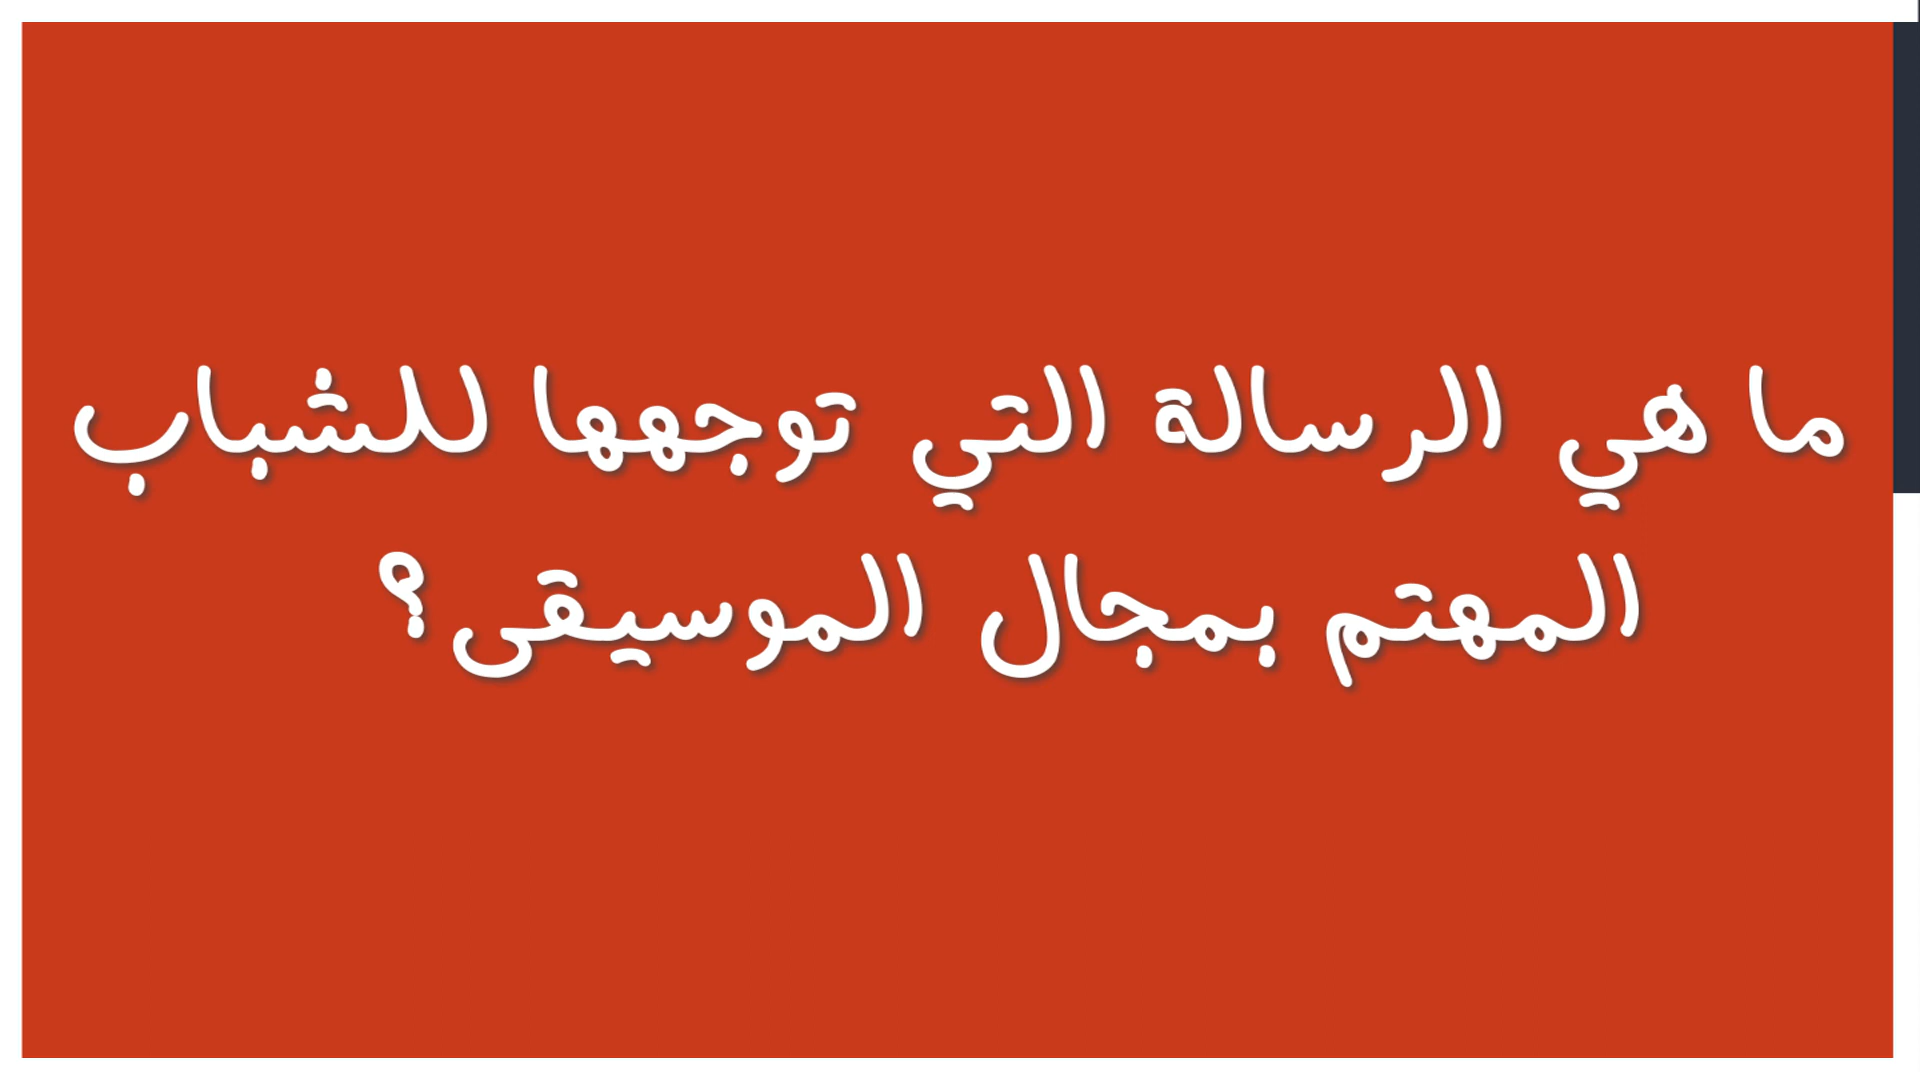 ما هي الرسالة التي توجهها للشباب
المهتم بمجال الموسيقى؟